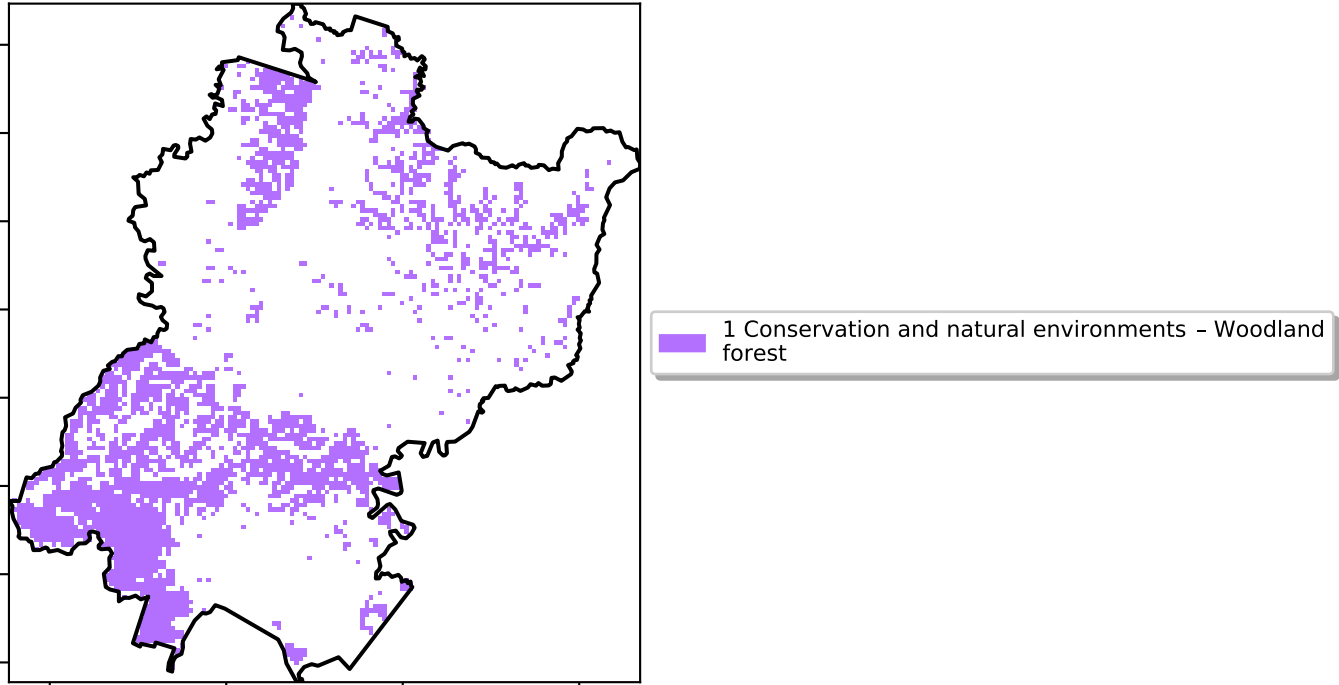 1 Conservation and natural environments – Woodland
forest